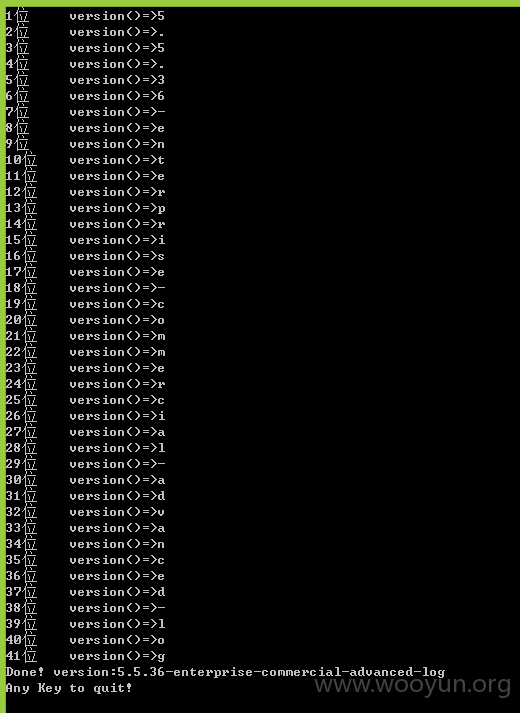 1位 version()=>5
2位 version()=>.
3位 version()=>5
4位 version()=>.
5位 version()=>3
6位 version()=>6
7位 version()=>-
8位 version()=>e
9位 version()=>n
10位 version()=>t
11位 version()=>e
12位 version()=>r
13位 version()=>p
14位 version()=>r
15位 version()=>i
16位 version()=>s
17位 version()=>e
18位 version()=>-
19位 version()=>c
20位 version()=>o
21位 version()=>m
22位 version()=>m
23位 version()=>e
24位 version()=>r
25位 version()=>c
26位 version()=>i
27位 version()=>a
28位 version()=>l
29位 version()=>-
30位 version()=>a
31位 version()=>d
32位 version()=>v
33位 version()=>a
34位 version()=>n
35位 version()=>c
36位 version()=>e
37位 version()=>d
38位 version()=>-
39位 version()=>l
40位 version()=>o
41位 version()=>g
Done! version:5.5.36-enterprise-commercial-advanced-log
Any Key to quit!
www.wooyun.org